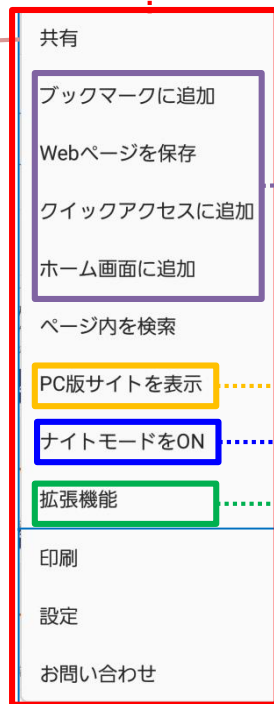 共有
ブックマークに追加
Webページを保存
クイックアクセスに追加
ホーム画面に追加
ページ内を検索
PC版サイトを表示
ナイトモードをON
拡張機能
印刷
設定
お問い合わせ